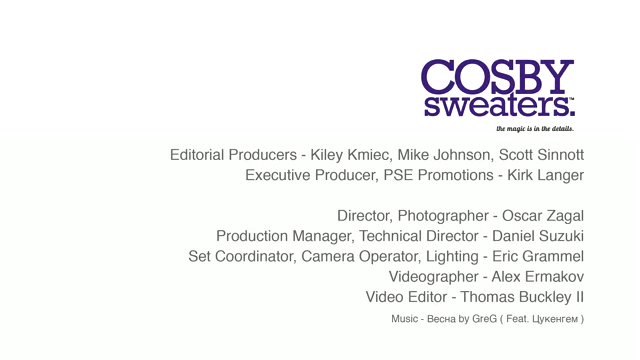 COSBY
sweaters.™
the magic is in the details.
Editorial Producers - Kiley Kmiec, Mike Johnson, Scott Sinnott
Executive Producer, PSE Promotions - Kirk Langer
Director, Photographer - Oscar Zagal
Production Manager, Technical Director - Daniel Suzuki
Set Coordinator, Camera Operator, Lighting - Eric Grammel
Videographer - Alex Ermakov
Video Editor - Thomas Buckley II
Music - Весна by GreG ( Feat. Цукенгем )